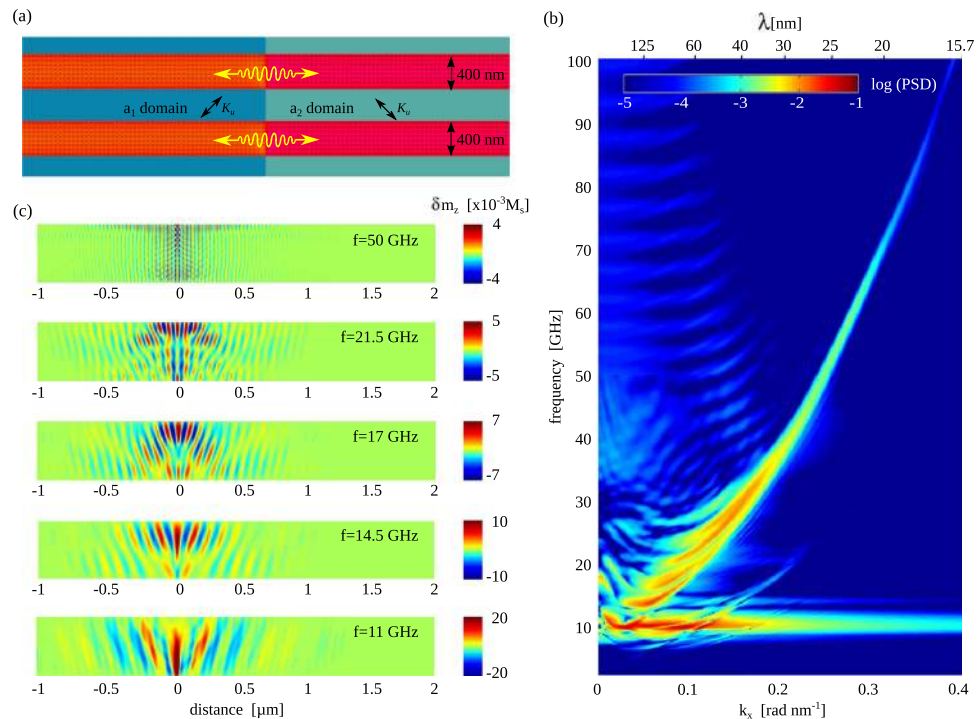 (a)
400 nm
a1 domain
Ku
a2 domain
Ku
400 nm
(b)
λ[nm]
125 60 40 30 25 20 15.7
100
90
80
70
60
50
40
30
20
10
frequency [GHz]
-5 -4 -3 -2 -1
log (PSD)
0 0.1 0.2 0.3 0.4
kx [rad nm-1]
(c)
δmz [x10-3Ms]
f=50 GHz
4
-4
-1 -0.5 0 0.5 1 1.5 2
f=21.5 GHz
5
-5
-1 -0.5 0 0.5 1 1.5 2
f=17 GHz
7
-7
-1 -0.5 0 0.5 1 1.5 2
f=14.5 GHz
10
-10
-1 -0.5 0 0.5 1 1.5 2
f=11 GHz
20
-20
-1 -0.5 0 0.5 1 1.5 2
distance [µm]